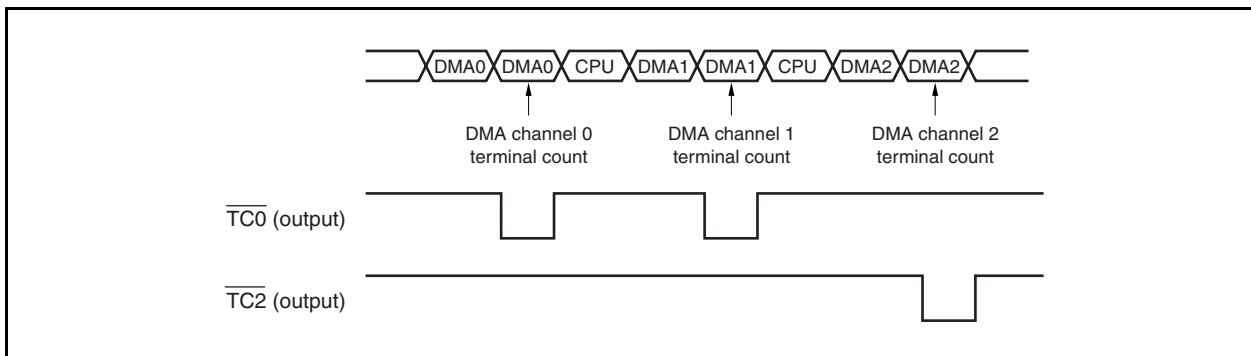 DMA0 DMA0 CPU DMA1 DMA1 CPU DMA2 DMA2
DMA channel 0
terminal count
DMA channel 1
terminal count
DMA channel 2
terminal count
TC0 (output)
TC2 (output)